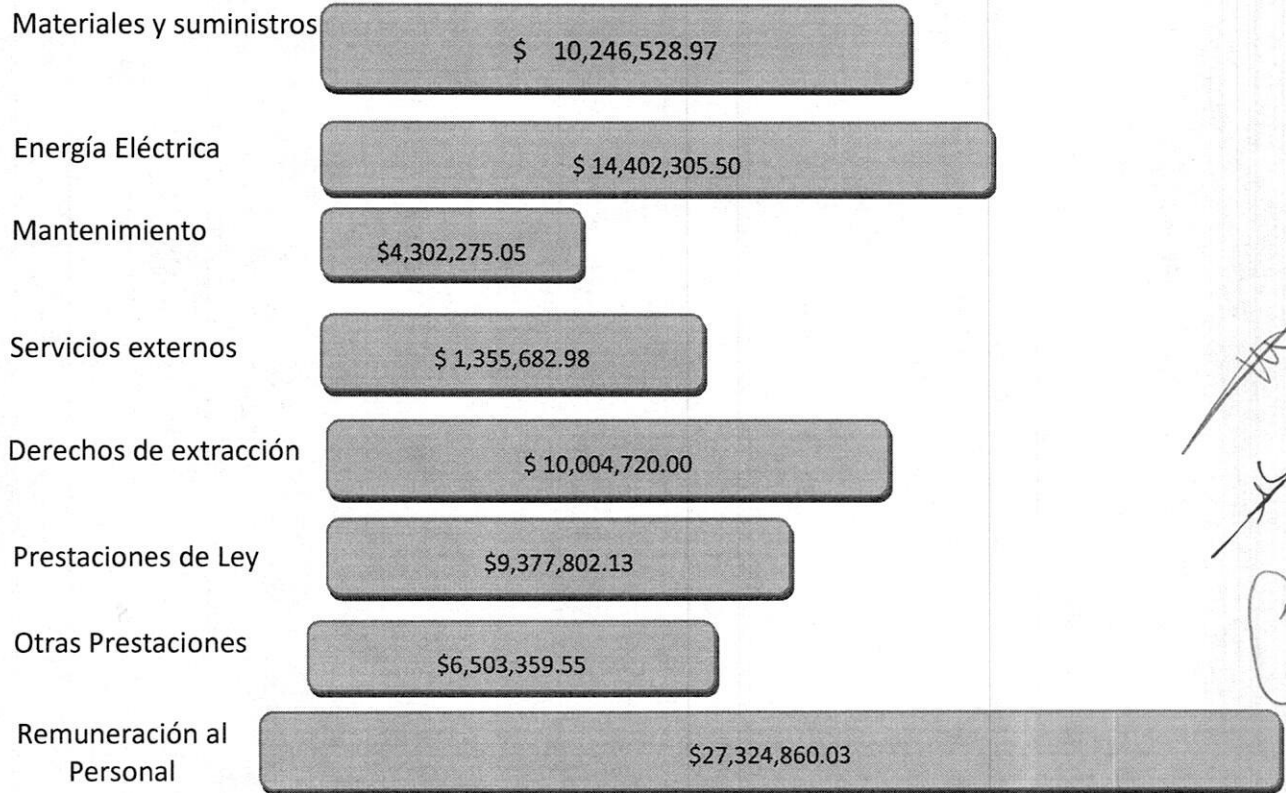 Materiales y suministros
$ 10,246,528.97
Energía Eléctrica
$ 14,402,305.50
Mantenimiento
$4,302,275.05
Servicios externos
$ 1,355,682.98
Derechos de extracción
$ 10,004,720.00
Prestaciones de Ley
$9,377,802.13
Otras Prestaciones
$6,503,359.55
Remuneración al
Personal
$27,324,860.03